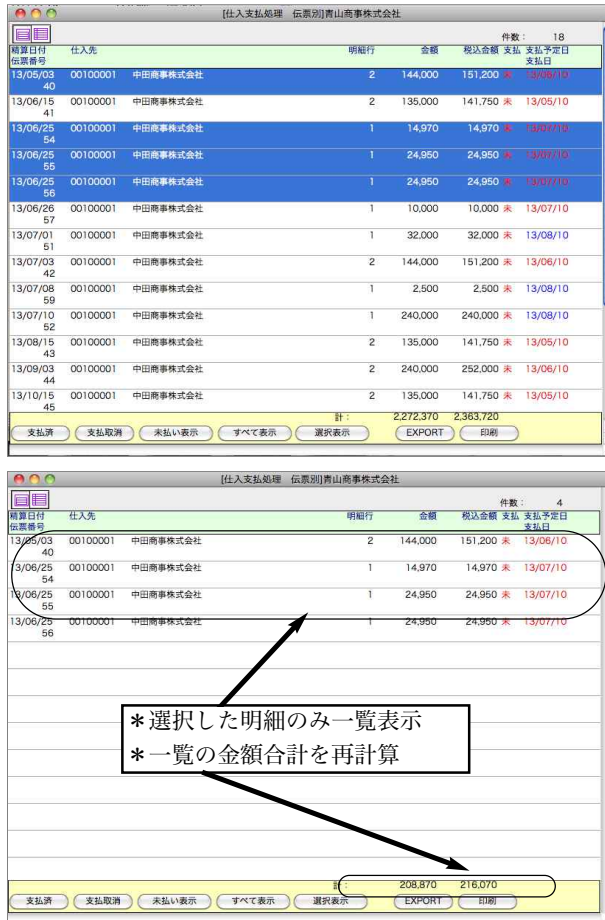 [仕入支払処理 伝票別]青山商事株式会社
件数： 18
精算日付 仕入先 明細行 金額 税込金額 支払 支払予定日
伝票番号 支払日
13/05/03 00100001 中田商事株式会社 2 144,000 151,200 未 13/06/10
40
13/06/15 00100001 中田商事株式会社 2 135,000 141,750 未 13/05/10
41
13/06/25 00100001 中田商事株式会社 1 14,970 14,970 未 13/07/10
54
13/06/25 00100001 中田商事株式会社 1 24,950 24,950 未 13/07/10
55
13/06/25 00100001 中田商事株式会社 1 24,950 24,950 未 13/07/10
56
13/06/26 00100001 中田商事株式会社 1 10,000 10,000 未 13/07/10
57
13/07/01 00100001 中田商事株式会社 1 32,000 32,000 未 13/08/10
51
13/07/03 00100001 中田商事株式会社 2 144,000 151,200 未 13/06/10
42
13/07/08 00100001 中田商事株式会社 1 2,500 2,500 未 13/08/10
59
13/07/10 00100001 中田商事株式会社 1 240,000 240,000 未 13/08/10
52
13/08/15 00100001 中田商事株式会社 2 135,000 141,750 未 13/05/10
43
13/09/03 00100001 中田商事株式会社 2 240,000 252,000 未 13/06/10
44
13/10/15 00100001 中田商事株式会社 2 135,000 141,750 未 13/05/10
45
計： 2,272,370 2,363,720
支払済 支払取消 未払い表示 すべて表示 選択表示 EXPORT 印刷
[仕入支払処理 伝票別]青山商事株式会社
件数： 4
精算日付 仕入先 明細行 金額 税込金額 支払 支払予定日
伝票番号 支払日
13/05/03 00100001 中田商事株式会社 2 144,000 151,200 未 13/06/10
40
13/06/25 00100001 中田商事株式会社 1 14,970 14,970 未 13/07/10
54
13/06/25 00100001 中田商事株式会社 1 24,950 24,950 未 13/07/10
55
13/06/25 00100001 中田商事株式会社 1 24,950 24,950 未 13/07/10
56
＊選択した明細のみ一覧表示
＊一覧の金額合計を再計算
計： 208,870 216,070
支払済 支払取消 未払い表示 すべて表示 選択表示 EXPORT 印刷